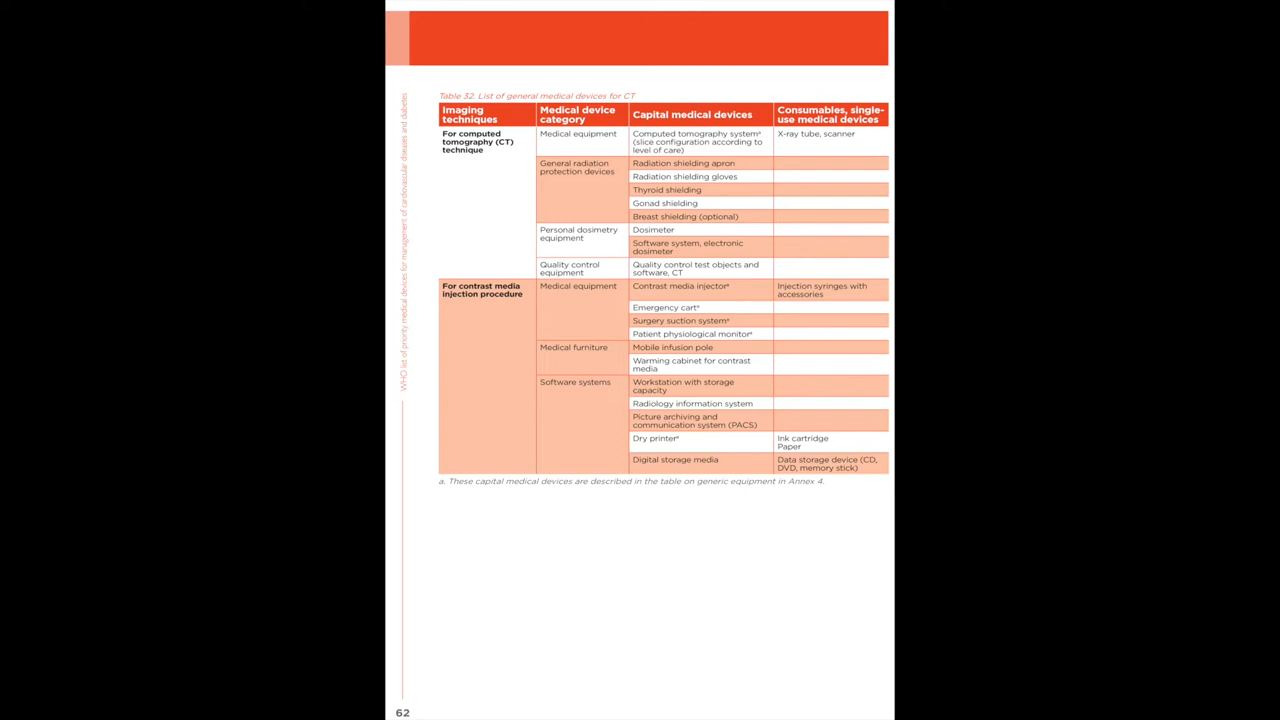 WHO list of priority medical devices for management of cardiovascular diseases and diabetes
Table 32. List of general medical devices for CT
Imaging techniques
Medical device category
Capital medical devices
Consumables, single-use medical devices
For computed
tomography (CT)
technique
Medical equipment
Computed tomography systemᵃ
(slice configuration according to
level of care)
X-ray tube, scanner
General radiation
protection devices
Radiation shielding apron
Radiation shielding gloves
Thyroid shielding
Gonad shielding
Breast shielding (optional)
Personal dosimetry
equipment
Dosimeter
Software system, electronic
dosimeter
Quality control
equipment
Quality control test objects and
software, CT
For contrast media
injection procedure
Medical equipment
Contrast media injectorᵃ
Injection syringes with
accessories
Emergency cartᵃ
Surgery suction systemᵃ
Patient physiological monitorᵃ
Medical furniture
Mobile infusion pole
Warming cabinet for contrast
media
Software systems
Workstation with storage
capacity
Radiology information system
Picture archiving and
communication system (PACS)
Dry printerᵃ
Ink cartridge
Paper
Digital storage media
Data storage device (CD,
DVD, memory stick)
a. These capital medical devices are described in the table on generic equipment in Annex 4.
62